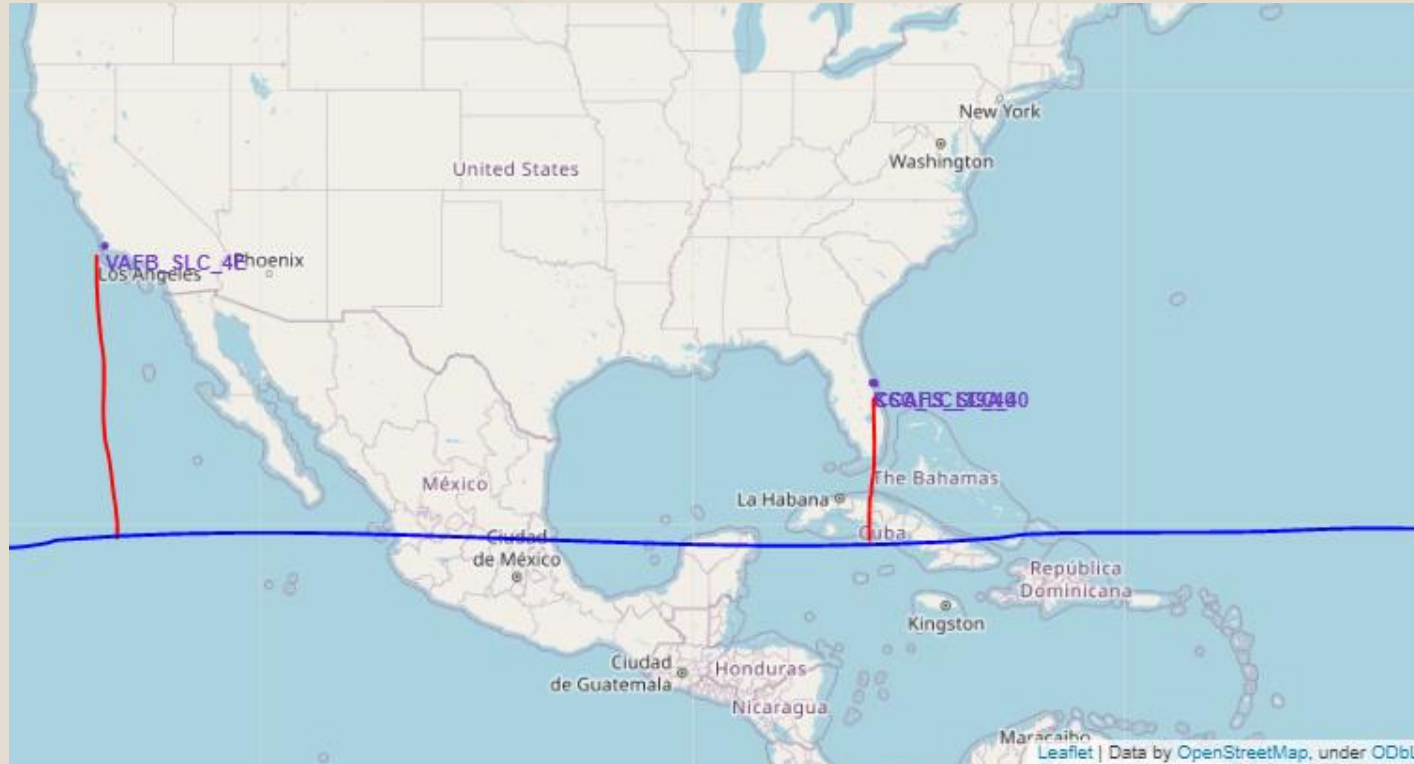 New York
Washington
United States
VAFB_SLC_4E
Phoenix
Los Angeles
The Bahamas
México
La Habana
Cuba
Ciudad
de México
República
Dominicana
Kingston
Ciudad
de Guatemala
Honduras
Nicaragua
Maracaibo
Leaflet | Data by OpenStreetMap, under ODbL